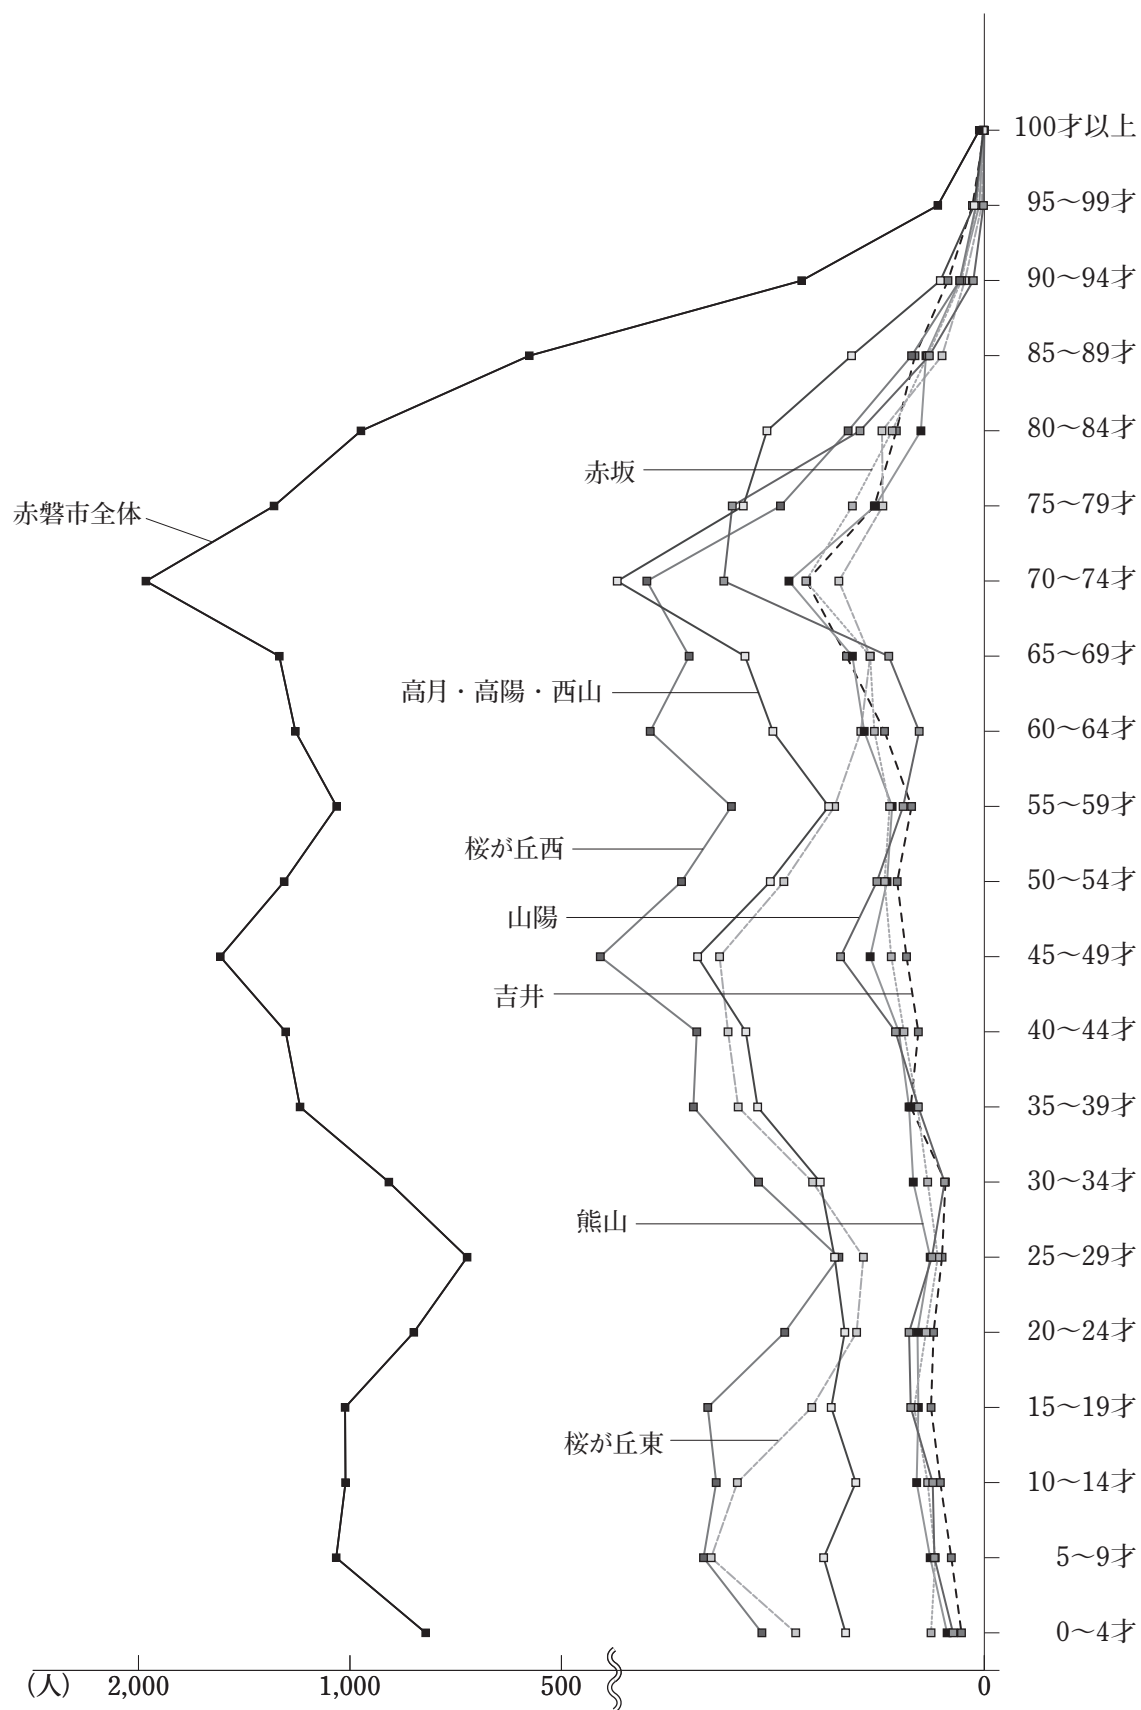 100才以上
95～99才
90～94才
85～89才
80～84才
赤坂
75～79才
赤磐市全体
70～74才
65～69才
高月・高陽・西山
60～64才
55～59才
桜が丘西
50～54才
山陽
45～49才
吉井
40～44才
35～39才
30～34才
熊山
25～29才
20～24才
15～19才
桜が丘東
10～14才
5～9才
0～4才
(人) 2,000 1,000 500 0